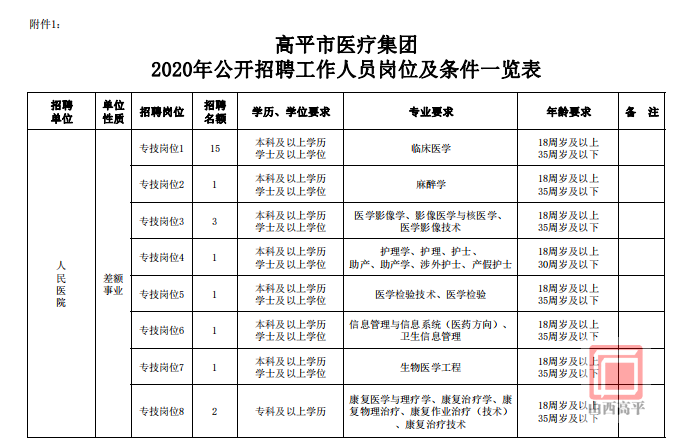 附件1：
高平市医疗集团
2020年公开招聘工作人员岗位及条件一览表
招聘单位 单位性质 招聘岗位 招聘名额 学历、学位要求 专业要求 年龄要求 备 注
人民医院 差额事业
专技岗位1 15 本科及以上学历 学士及以上学位 临床医学 18周岁及以上 35周岁及以下
专技岗位2 1 本科及以上学历 学士及以上学位 麻醉学 18周岁及以上 35周岁及以下
专技岗位3 3 本科及以上学历 学士及以上学位 医学影像学、影像医学与核医学、医学影像技术 18周岁及以上 35周岁及以下
专技岗位4 1 本科及以上学历 学士及以上学位 护理学、护理、护士、助产、助产学、涉外护士、产假护士 18周岁及以上 30周岁及以下
专技岗位5 1 本科及以上学历 学士及以上学位 医学检验技术、医学检验 18周岁及以上 35周岁及以下
专技岗位6 1 本科及以上学历 学士及以上学位 信息管理与信息系统（医药方向）、卫生信息管理 18周岁及以上 35周岁及以下
专技岗位7 1 本科及以上学历 学士及以上学位 生物医学工程 18周岁及以上 35周岁及以下
专技岗位8 2 专科及以上学历 康复医学与理疗学、康复治疗学、康复物理治疗、康复作业治疗（技术）、康复治疗技术 18周岁及以上 35周岁及以下
山西高平